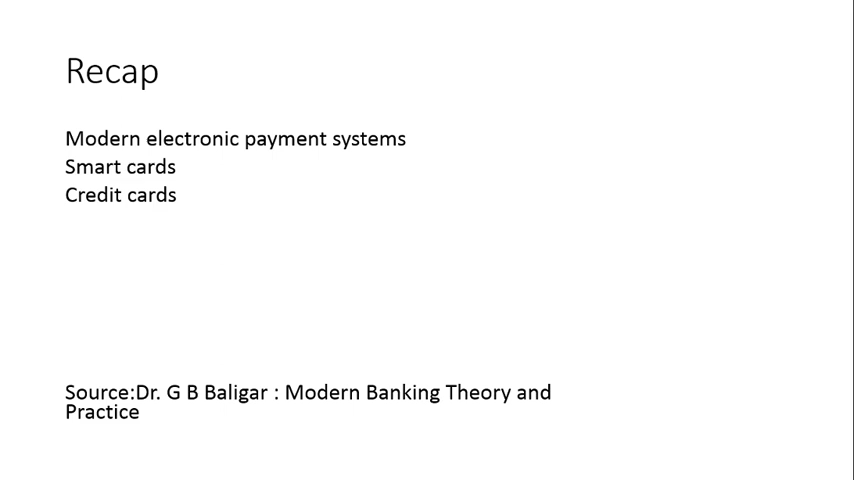 Recap
Modern electronic payment systems
Smart cards
Credit cards
Source:Dr. G B Baligar : Modern Banking Theory and
Practice